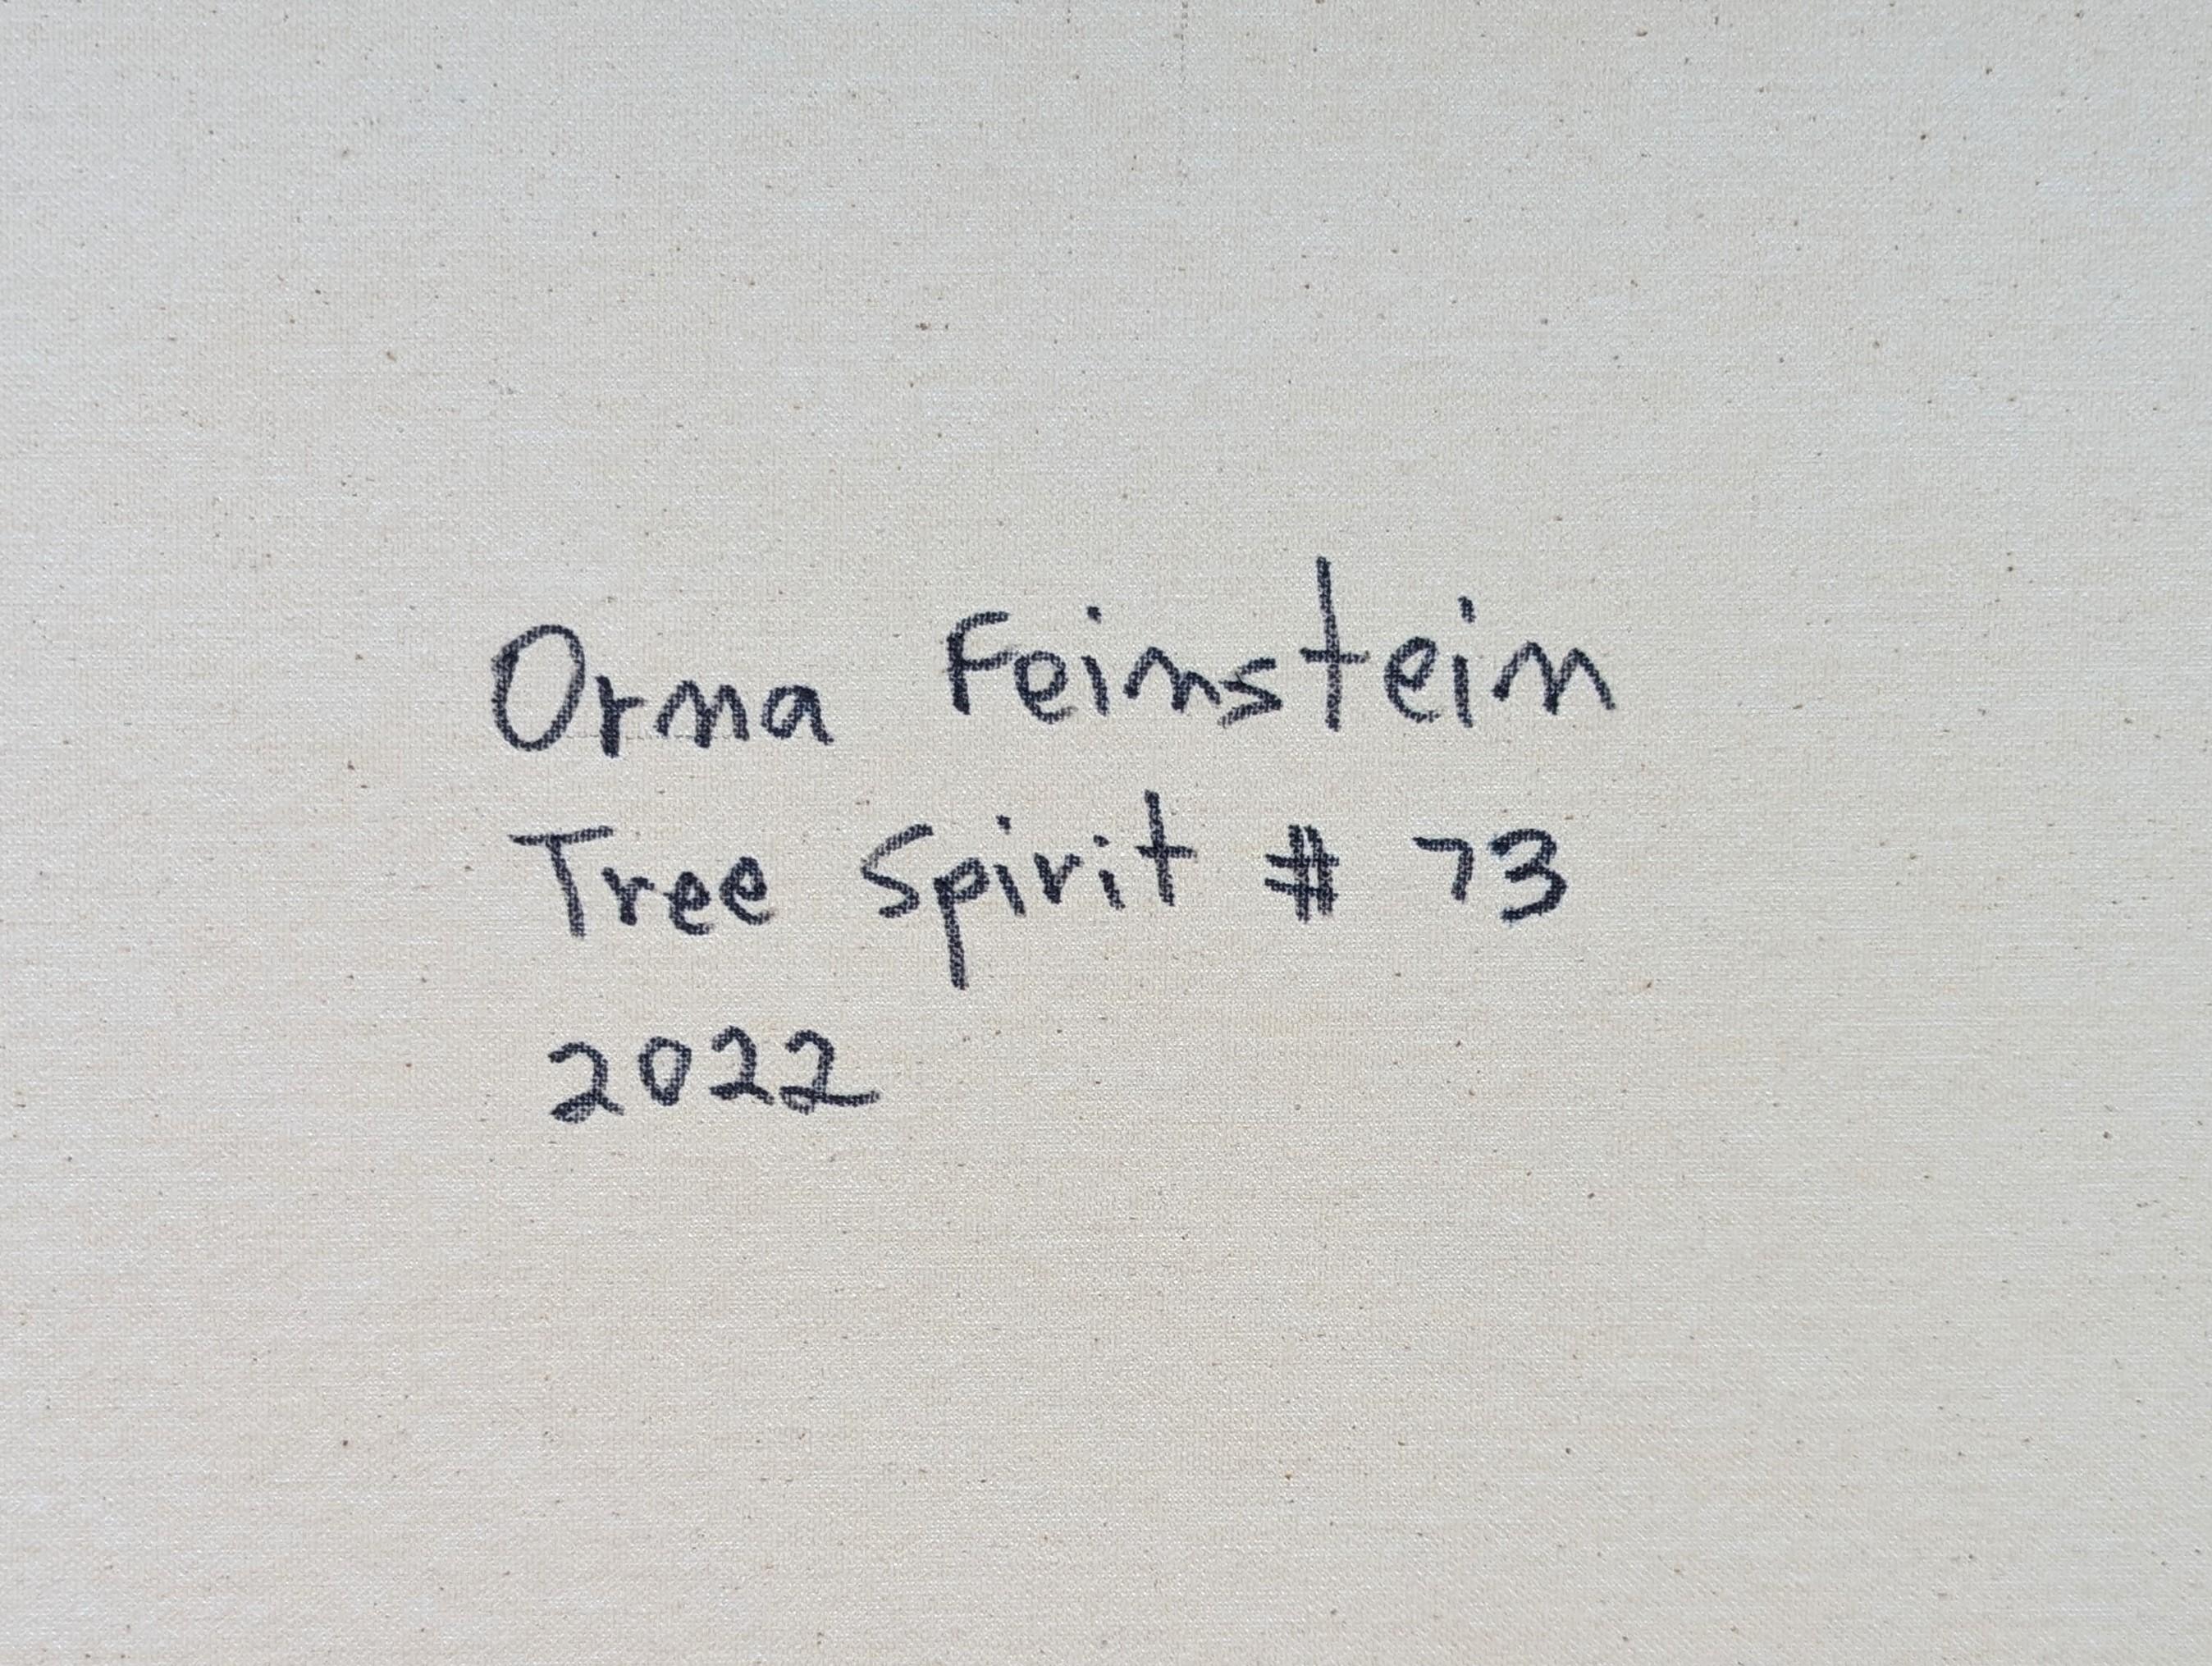 Orna Feinstein
Tree Spirit # 73
2022